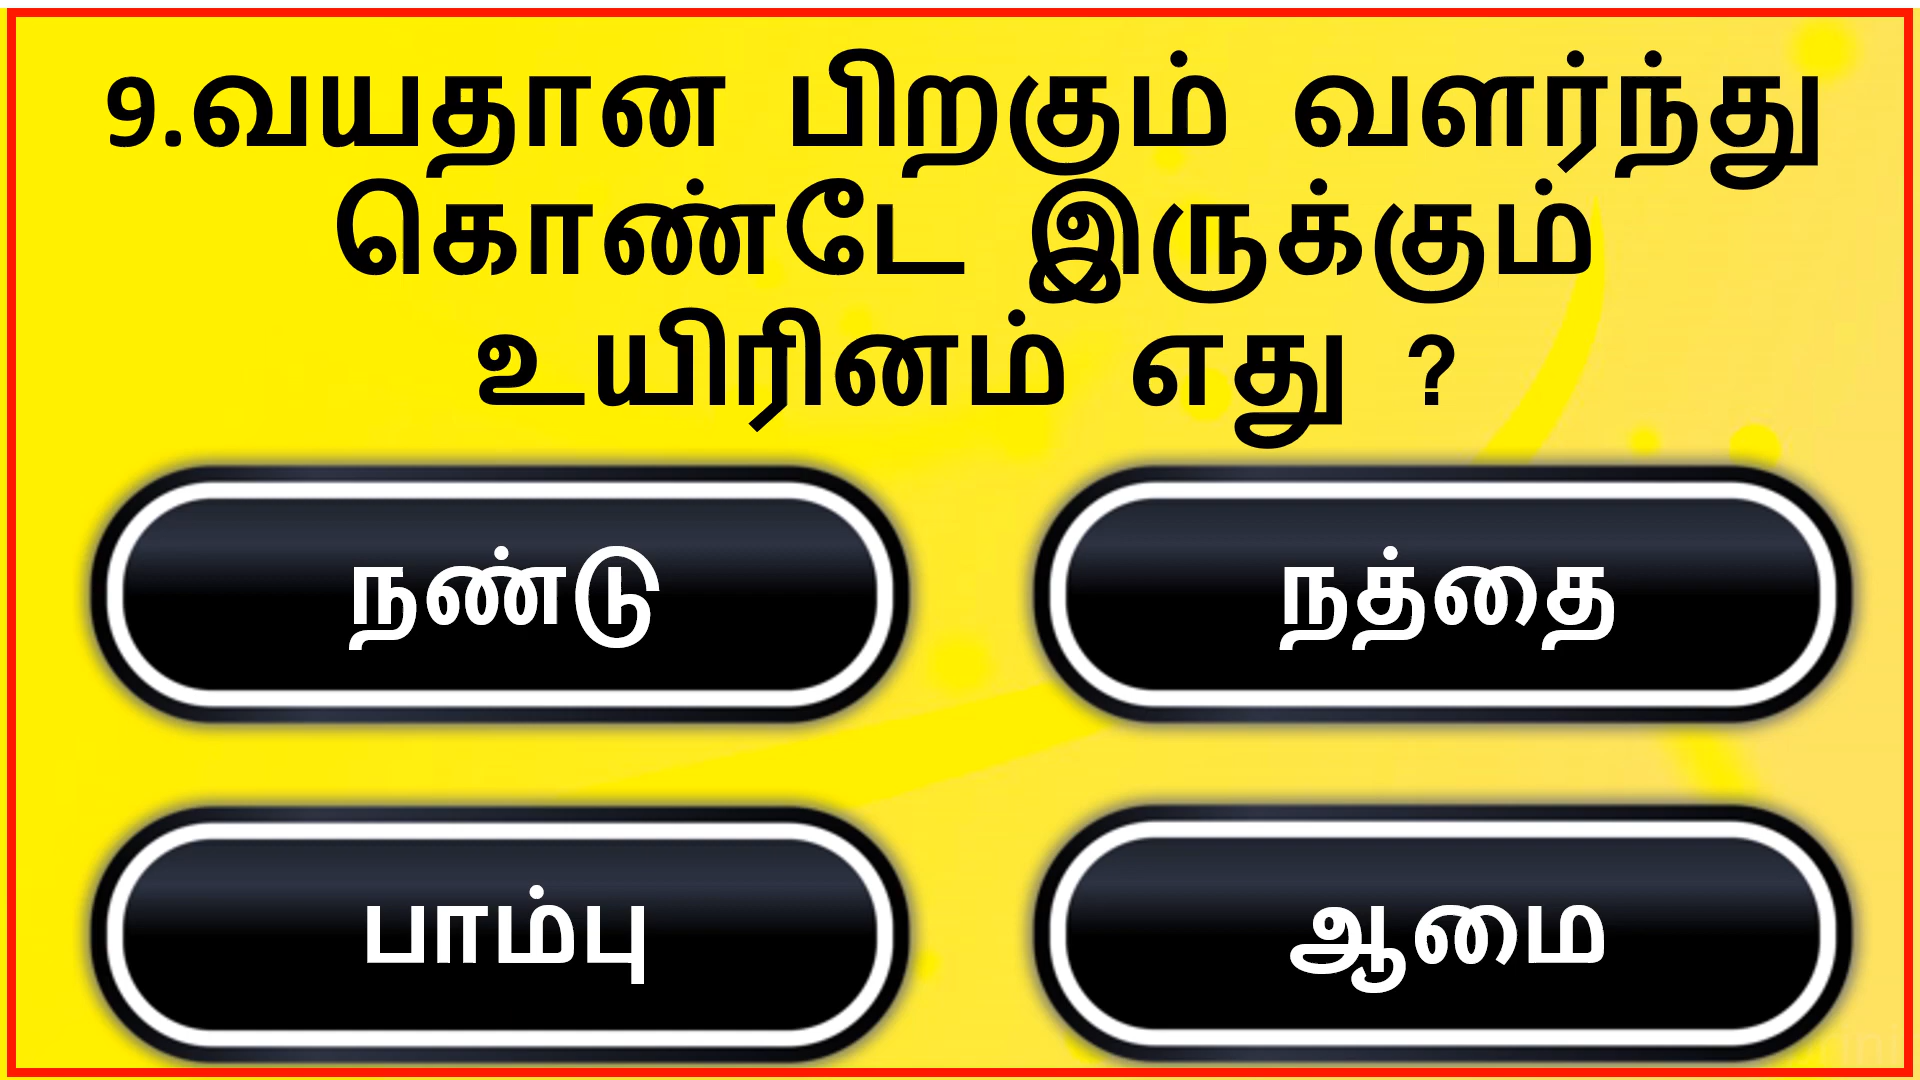 9.வயதான பிறகும் வளர்ந்து
கொண்டே இருக்கும்
உயிரினம் எது ?
நண்டு
நத்தை
பாம்பு
ஆமை